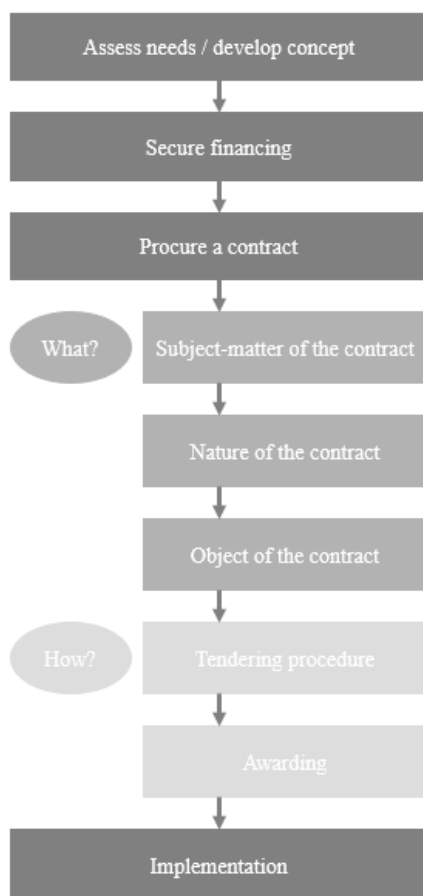 Assess needs / develop concept
Secure financing
Procure a contract
What?
Subject-matter of the contract
Nature of the contract
Object of the contract
How?
Tendering procedure
Awarding
Implementation